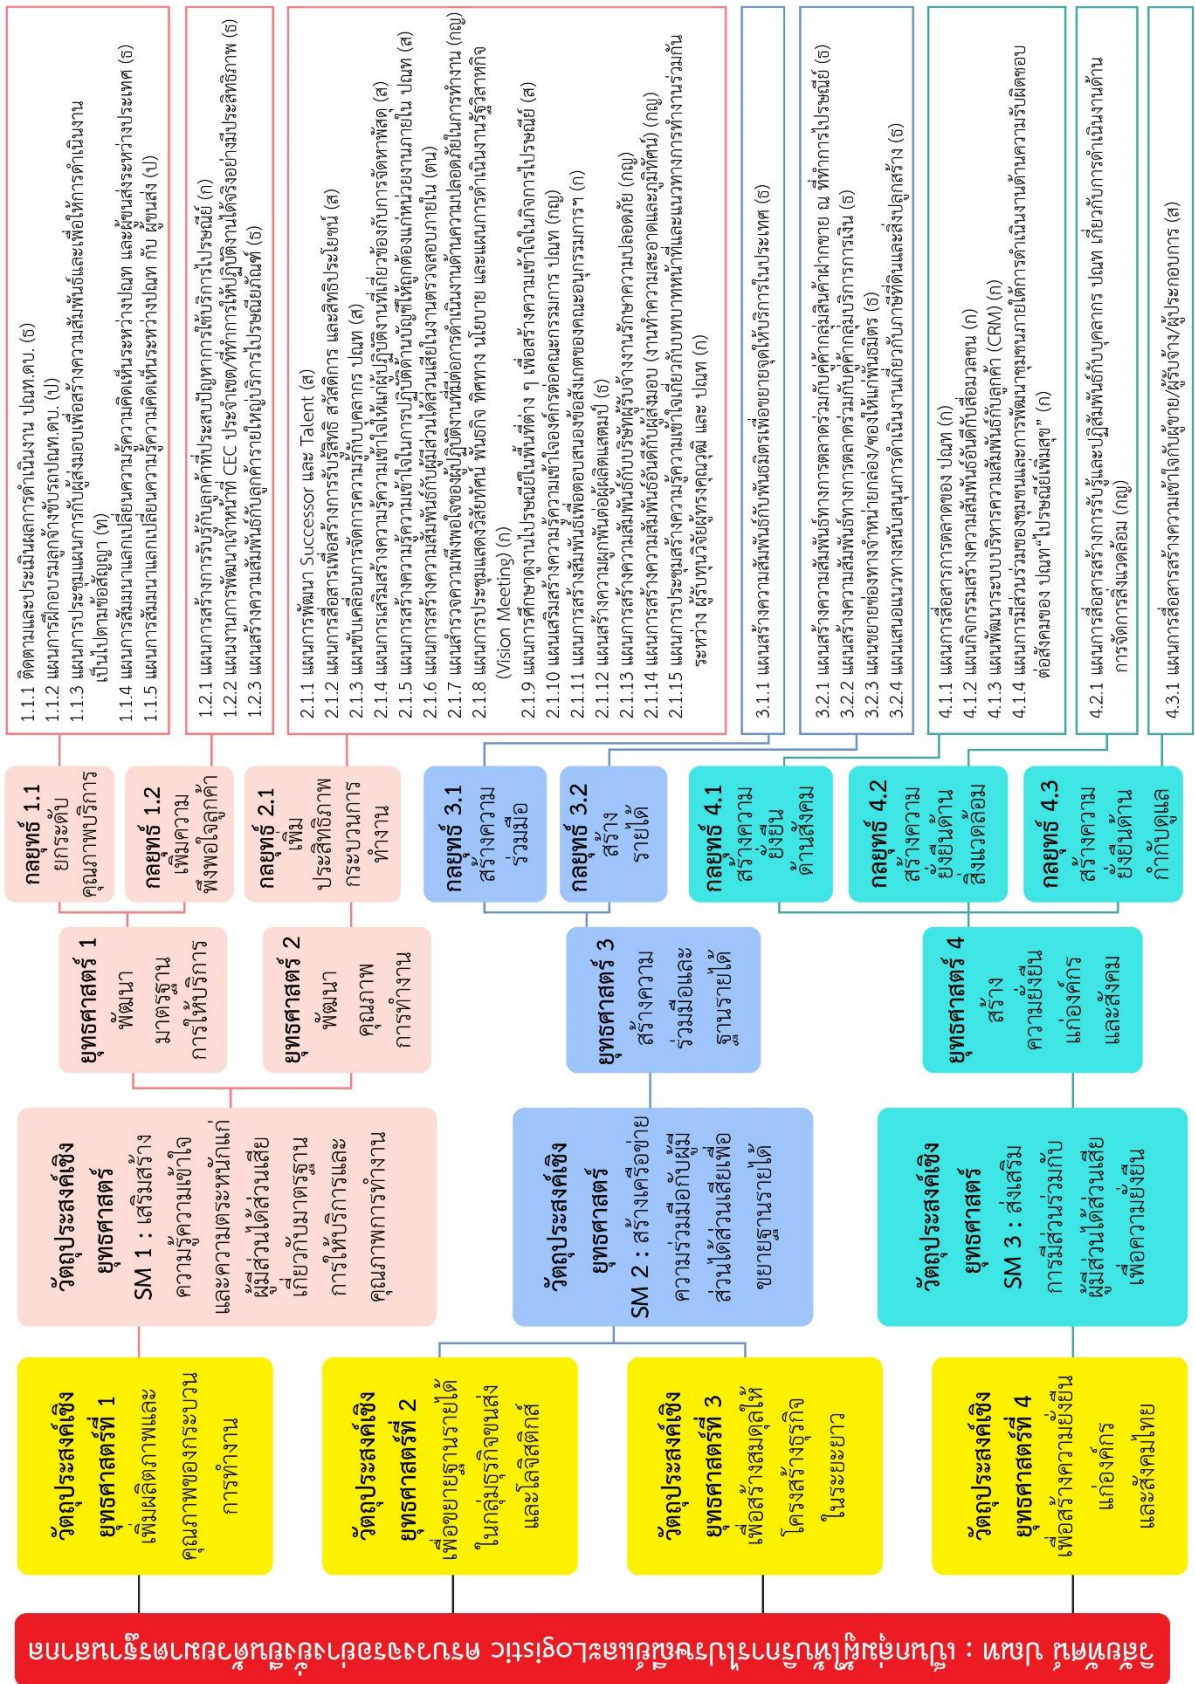 วิสัยทัศน์ ปณท : เป็นกลุ่มผู้ให้บริการไปรษณีย์และLogistic ครบวงจรอย่างยั่งยืนด้วยมาตรฐานสากล
วัตถุประสงค์เชิง
ยุทธศาสตร์ที่ 1
เพิ่มผลิตภาพและ
คุณภาพของกระบวน
การทำงาน
วัตถุประสงค์เชิง
ยุทธศาสตร์ที่ 2
เพื่อขยายฐานรายได้
ในกลุ่มธุรกิจขนส่ง
และโลจิสติกส์
วัตถุประสงค์เชิง
ยุทธศาสตร์ที่ 3
เพื่อสร้างสมดุลให้
โครงสร้างธุรกิจ
ในระยะยาว
วัตถุประสงค์เชิง
ยุทธศาสตร์ที่ 4
เพื่อสร้างความยั่งยืน
แก่องค์กร
และสังคมไทย
วัตถุประสงค์เชิง
ยุทธศาสตร์
SM 1 : เสริมสร้าง
ความรู้ความเข้าใจ
และความตระหนักแก่
ผู้มีส่วนได้ส่วนเสีย
เกี่ยวกับมาตรฐาน
การให้บริการและ
คุณภาพการทำงาน
วัตถุประสงค์เชิง
ยุทธศาสตร์
SM 2 : สร้างเครือข่าย
ความร่วมมือกับผู้มี
ส่วนได้ส่วนเสียเพื่อ
ขยายฐานรายได้
วัตถุประสงค์เชิง
ยุทธศาสตร์
SM 3 : ส่งเสริม
การมีส่วนร่วมกับ
ผู้มีส่วนได้ส่วนเสีย
เพื่อความยั่งยืน
ยุทธศาสตร์ 1
พัฒนา
มาตรฐาน
การให้บริการ
ยุทธศาสตร์ 2
พัฒนา
คุณภาพ
การทำงาน
ยุทธศาสตร์ 3
สร้างความ
ร่วมมือและ
ฐานรายได้
ยุทธศาสตร์ 4
สร้าง
ความยั่งยืน
แก่องค์กร
และสังคม
กลยุทธ์ 1.1
ยกระดับ
คุณภาพบริการ
กลยุทธ์ 1.2
เพิ่มความ
พึงพอใจลูกค้า
กลยุทธ์ 2.1
เพิ่ม
ประสิทธิภาพ
กระบวนการ
ทำงาน
กลยุทธ์ 3.1
สร้างความ
ร่วมมือ
กลยุทธ์ 3.2
สร้าง
รายได้
กลยุทธ์ 4.1
สร้างความ
ยั่งยืน
ด้านสังคม
กลยุทธ์ 4.2
สร้างความ
ยั่งยืนด้าน
สิ่งแวดล้อม
กลยุทธ์ 4.3
สร้างความ
ยั่งยืนด้าน
กำกับดูแล
1.1.1 ติดตามและประเมินผลการดำเนินงาน ปณท.ดบ. (ธ)
1.1.2 แผนการฝึกอบรมลูกจ้างขับรถปณท.ดบ. (ป)
1.1.3 แผนการประชุมแผนการกับผู้ส่งมอบเพื่อสร้างความสัมพันธ์และเพื่อให้การดำเนินงาน
เป็นไปตามข้อสัญญา (ท)
1.1.4 แผนการสัมมนาแลกเปลี่ยนความรู้ความคิดเห็นระหว่างปณท และผู้ขนส่งระหว่างประเทศ (ธ)
1.1.5 แผนการสัมมนาแลกเปลี่ยนความรู้ความคิดเห็นระหว่างปณท กับ ผู้ขนส่ง (ป)
1.2.1 แผนการสร้างการรับรู้กับลูกค้าที่ประสบปัญหาการใช้บริการไปรษณีย์ (ก)
1.2.2 แผนงานการพัฒนาเจ้าหน้าที่ CEC ประจำเขต/ที่ทำการให้ปฏิบัติงานได้จริงอย่างมีประสิทธิภาพ (ธ)
1.2.3 แผนสร้างความสัมพันธ์กับลูกค้ารายใหญ่บริการไปรษณียภัณฑ์ (ธ)
2.1.1 แผนการพัฒนา Successor และ Talent (ส)
2.1.2 แผนการสื่อสารเพื่อสร้างการรับรู้สิทธิ สวัสดิการ และสิทธิประโยชน์ (ส)
2.1.3 แผนขับเคลื่อนการจัดการความรู้กับบุคลากร ปณท (ส)
2.1.4 แผนการเสริมสร้างความรู้ความเข้าใจให้แก่ผู้ปฏิบัติงานที่เกี่ยวข้องกับการจัดหาพัสดุ (ส)
2.1.5 แผนการสร้างความรู้ความเข้าใจในการปฏิบัติด้านบัญชีให้ถูกต้องแก่หน่วยงานภายใน ปณท (ส)
2.1.6 แผนการสร้างความสัมพันธ์กับผู้มีส่วนได้ส่วนเสียในงานตรวจสอบภายใน (ตน)
2.1.7 แผนสำรวจความพึงพอใจของผู้ปฏิบัติงานที่มีต่อการดำเนินงานด้านความปลอดภัยในการทำงาน (กญ)
2.1.8 แผนการประชุมแสดงวิสัยทัศน์ พันธกิจ ทิศทาง นโยบาย และแผนการดำเนินงานรัฐวิสาหกิจ
(Vision Meeting) (ก)
2.1.9 แผนการศึกษาดูงานไปรษณีย์ในพื้นที่ต่าง ๆ เพื่อสร้างความเข้าใจในกิจการไปรษณีย์ (ส)
2.1.10 แผนเสริมสร้างความรู้ความเข้าใจองค์กรต่อคณะกรรมการ ปณท (กญ)
2.1.11 แผนการสร้างสัมพันธ์เพื่อตอบสนองข้อสังเกตของคณะอนุกรรมการฯ (ก)
2.1.12 แผนสร้างความผูกพันต่อผู้ผลิตแสตมป์ (ธ)
2.1.13 แผนการสร้างความสัมพันธ์กับบริษัทผู้รับจ้างงานรักษาความปลอดภัย (กญ)
2.1.14 แผนการสร้างความสัมพันธ์อันดีกับผู้ส่งมอบ (งานทำความสะอาดและภูมิทัศน์) (กญ)
2.1.15 แผนการประชุมสร้างความรู้ความเข้าใจเกี่ยวกับบทบาทหน้าที่และแนวทางการทำงานร่วมกัน
ระหว่าง ผู้รับทุนวิจัยผู้ทรงคุณวุฒิ และ ปณท (ก)
3.1.1 แผนสร้างความสัมพันธ์กับพันธมิตรเพื่อขยายจุดให้บริการในประเทศ (ธ)
3.2.1 แผนสร้างความสัมพันธ์ทางการตลาดร่วมกับคู่ค้ากลุ่มสินค้าฝากขาย ณ ที่ทำการไปรษณีย์ (ธ)
3.2.2 แผนสร้างความสัมพันธ์ทางการตลาดร่วมกับคู่ค้ากลุ่มบริการการเงิน (ธ)
3.2.3 แผนขยายช่องทางจำหน่ายกล่อง/ซองให้แก่พันธมิตร (ธ)
3.2.4 แผนเสนอแนวทางสนับสนุนการดำเนินงานเกี่ยวกับภาษีที่ดินและสิ่งปลูกสร้าง (ธ)
4.1.1 แผนการสื่อสารการตลาดของ ปณท (ก)
4.1.2 แผนกิจกรรมสร้างความสัมพันธ์อันดีกับสื่อมวลชน (ก)
4.1.3 แผนพัฒนาระบบบริหารความสัมพันธ์กับลูกค้า (CRM) (ก)
4.1.4 แผนการมีส่วนร่วมของชุมชนและการพัฒนาชุมชนภายใต้การดำเนินงานด้านความรับผิดชอบ
ต่อสังคมของ ปณท“ไปรษณีย์เพิ่มสุข” (ก)
4.2.1 แผนการสื่อสารสร้างการรับรู้และปฏิสัมพันธ์กับบุคลากร ปณท เกี่ยวกับการดำเนินงานด้าน
การจัดการสิ่งแวดล้อม (กญ)
4.3.1 แผนการสื่อสารสร้างความเข้าใจกับผู้ขาย/ผู้รับจ้าง/ผู้ประกอบการ (ส)